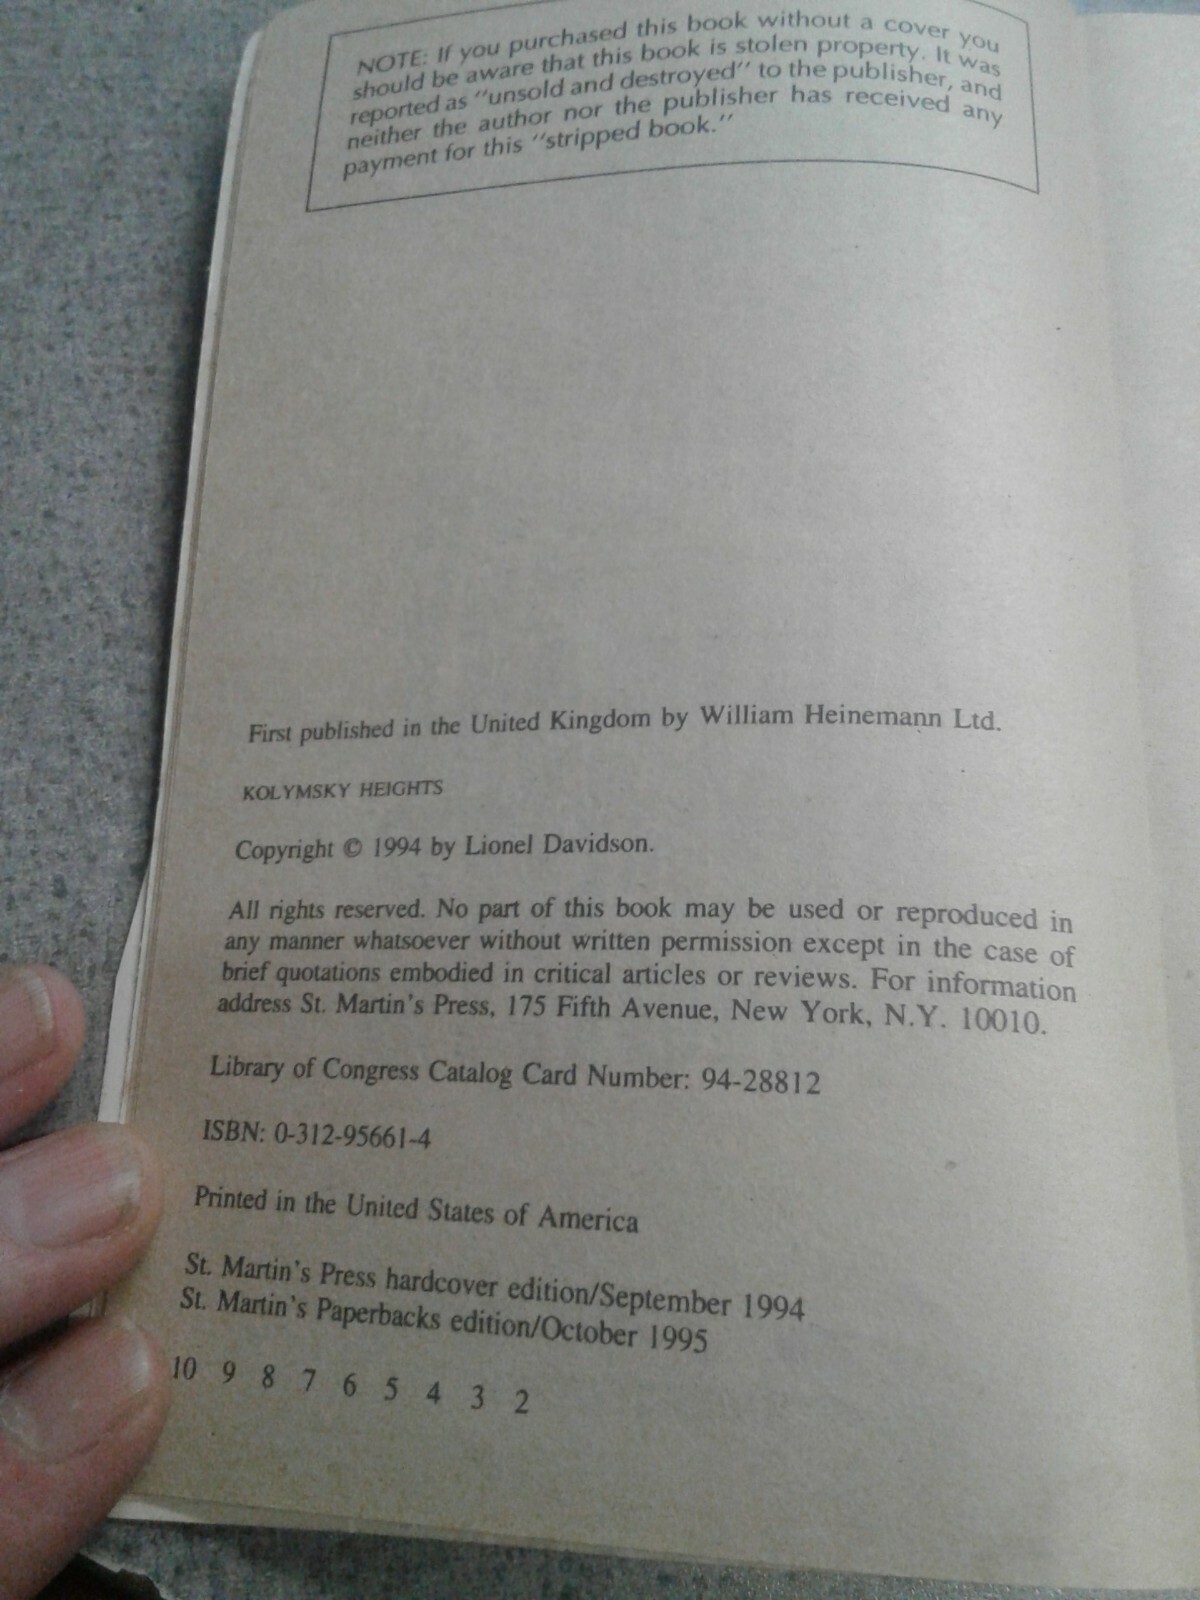 NOTE: If you purchased this book without a cover you
should be aware that this book is stolen property. It was
reported as "unsold and destroyed" to the publisher, and
neither the author nor the publisher has received any
payment for this "stripped book."
First published in the United Kingdom by William Heinemann Ltd.
KOLYMSKY HEIGHTS
Copyright © 1994 by Lionel Davidson.
All rights reserved. No part of this book may be used or reproduced in
any manner whatsoever without written permission except in the case of
brief quotations embodied in critical articles or reviews. For information
address St. Martin's Press, 175 Fifth Avenue, New York, N.Y. 10010.
Library of Congress Catalog Card Number: 94-28812
ISBN: 0-312-95661-4
Printed in the United States of America
St. Martin's Press hardcover edition/September 1994
St. Martin's Paperbacks edition/October 1995
10 9 8 7 6 5 4 3 2